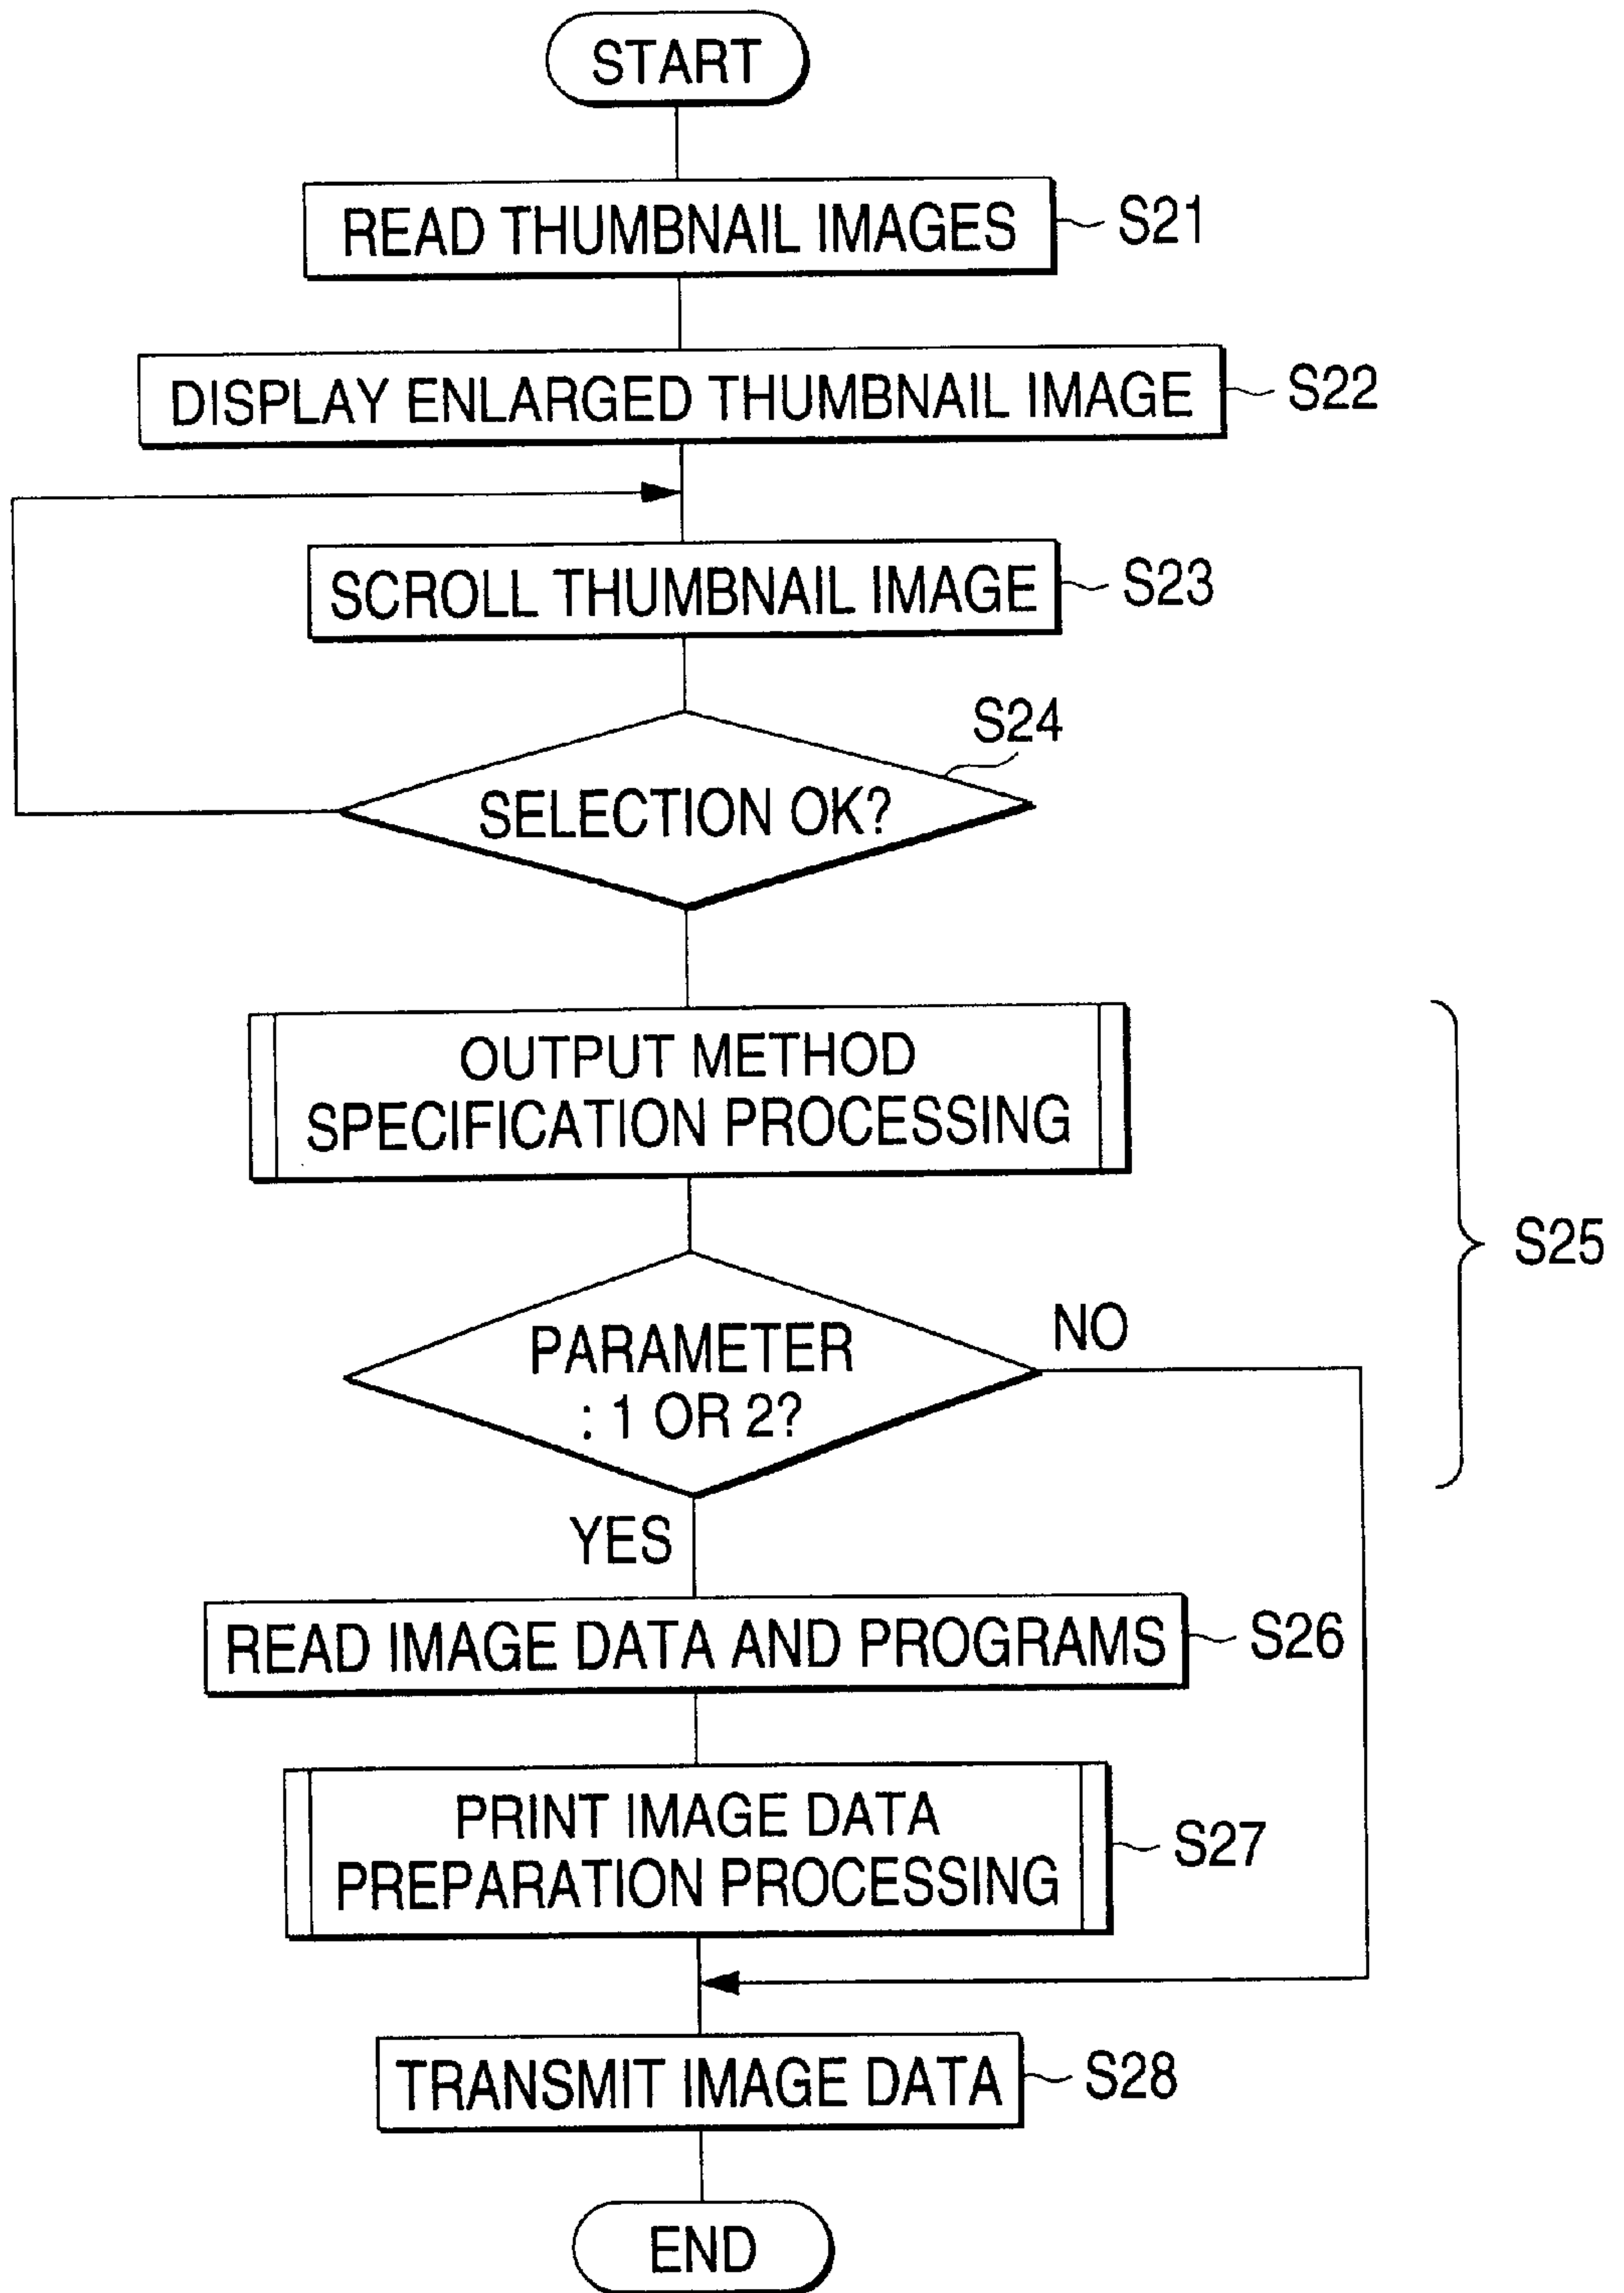 START
READ THUMBNAIL IMAGES
S21
DISPLAY ENLARGED THUMBNAIL IMAGE
S22
SCROLL THUMBNAIL IMAGE
S23
S24
SELECTION OK?
OUTPUT METHOD
SPECIFICATION PROCESSING
S25
PARAMETER
: 1 OR 2?
NO
YES
READ IMAGE DATA AND PROGRAMS
S26
PRINT IMAGE DATA
PREPARATION PROCESSING
S27
TRANSMIT IMAGE DATA
S28
END